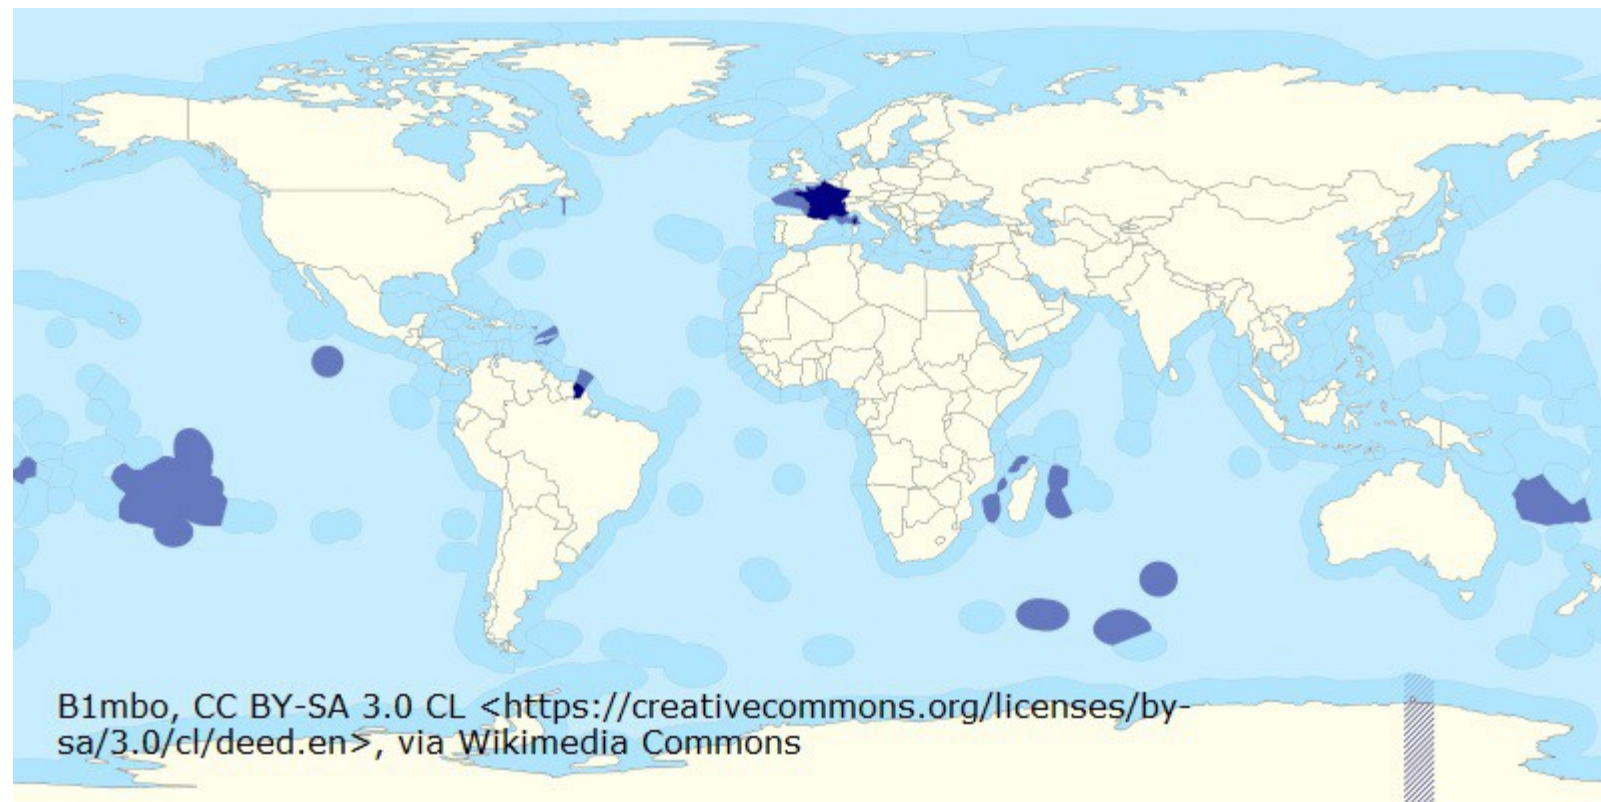 B1mbo, CC BY-SA 3.0 CL <https://creativecommons.org/licenses/by-
sa/3.0/cl/deed.en>, via Wikimedia Commons